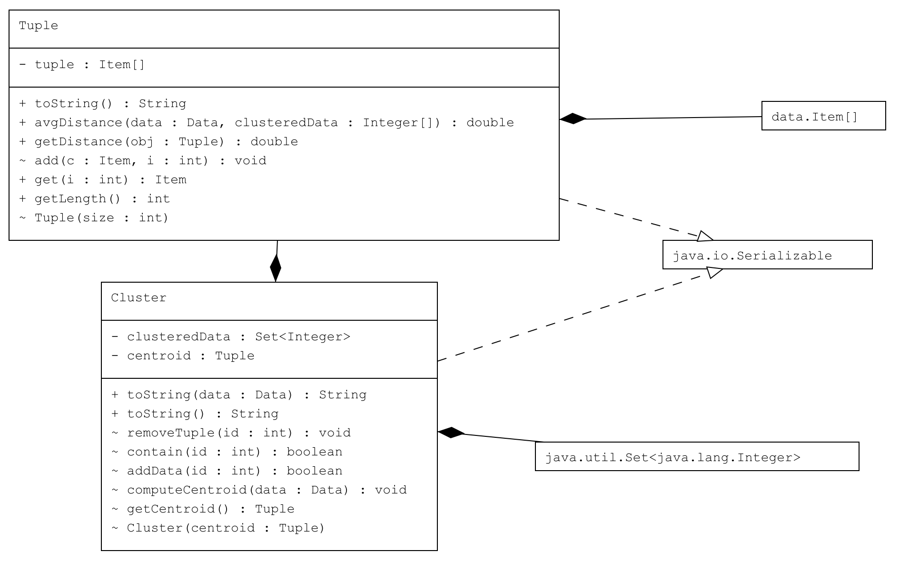 Tuple
- tuple : Item[]
+ toString() : String
+ avgDistance(data : Data, clusteredData : Integer[]) : double
+ getDistance(obj : Tuple) : double
~ add(c : Item, i : int) : void
+ get(i : int) : Item
+ getLength() : int
~ Tuple(size : int)
data.Item[]
java.io.Serializable
Cluster
- clusteredData : Set<Integer>
- centroid : Tuple
+ toString(data : Data) : String
+ toString() : String
~ removeTuple(id : int) : void
~ contain(id : int) : boolean
~ addData(id : int) : boolean
~ computeCentroid(data : Data) : void
~ getCentroid() : Tuple
~ Cluster(centroid : Tuple)
java.util.Set<java.lang.Integer>